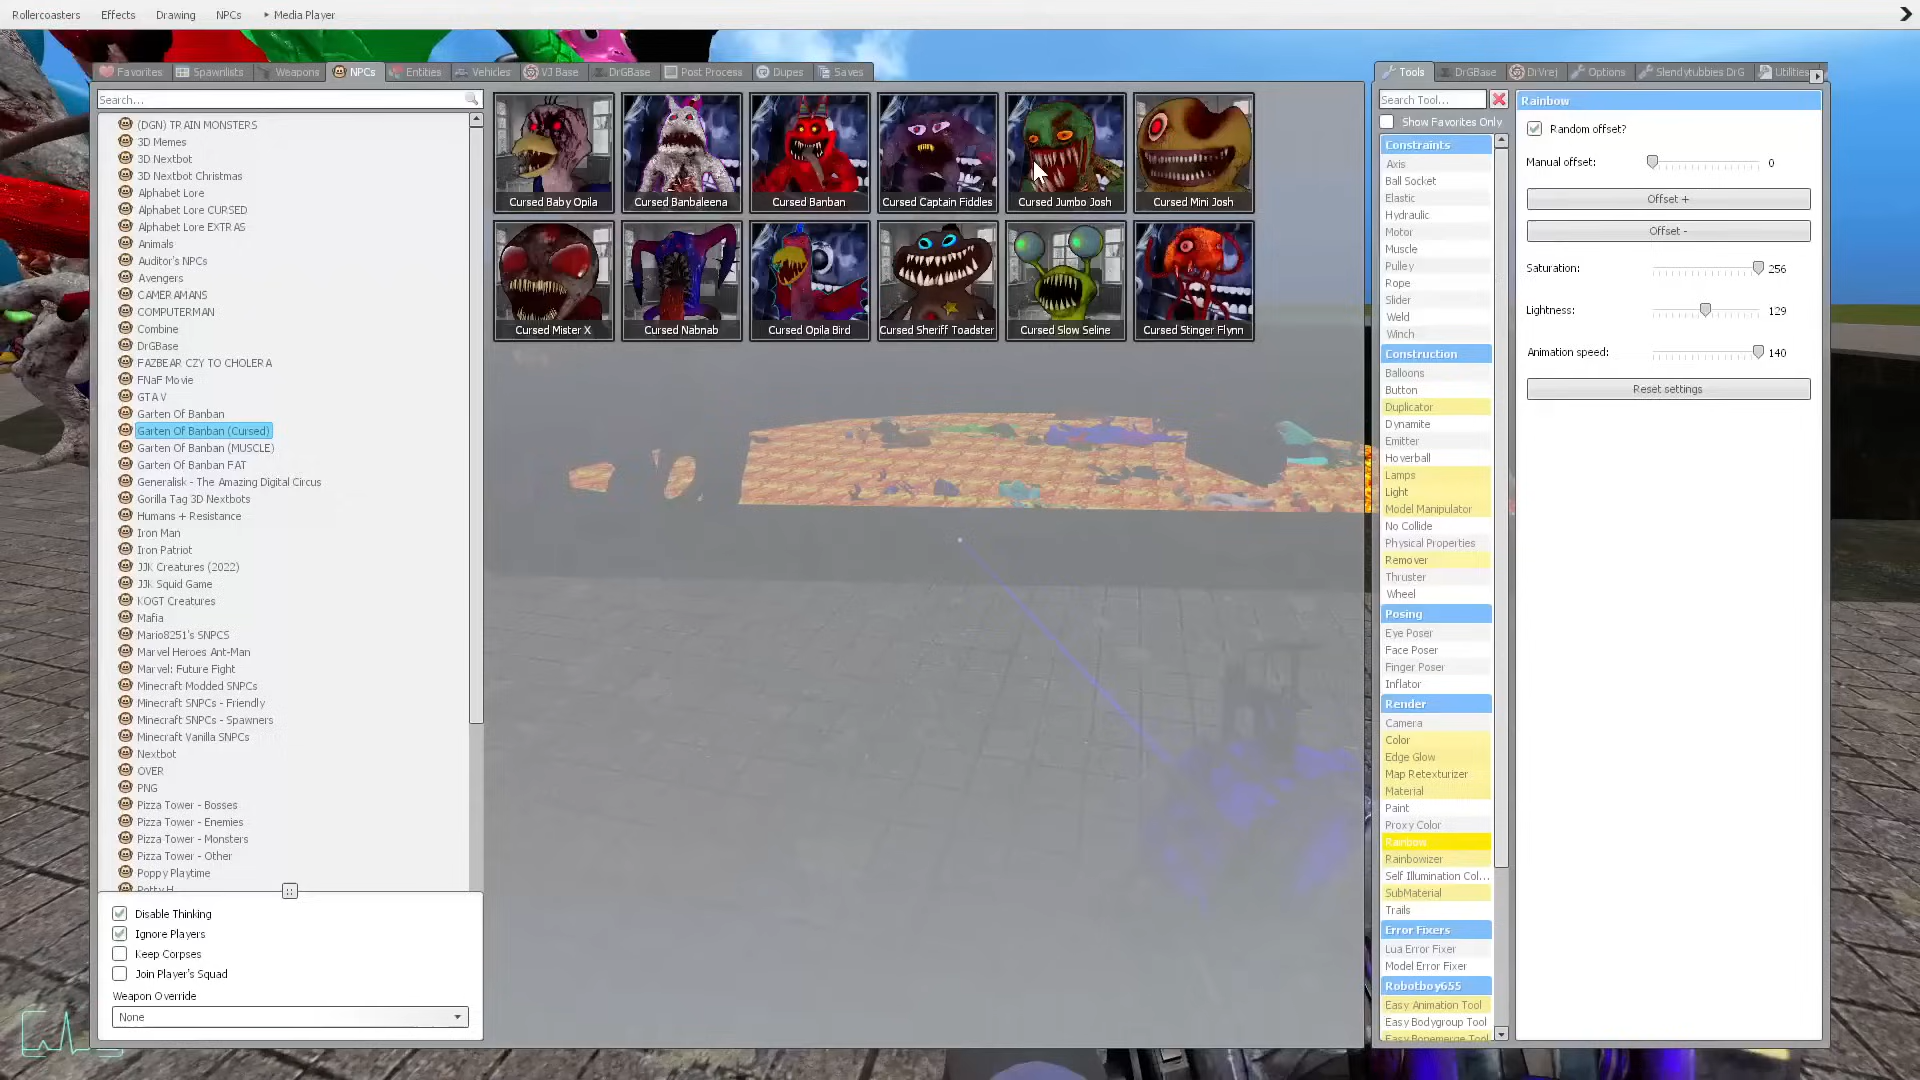 Rollercoasters Effects Drawing NPCs Media Player
Favorites Spawnlists Weapons NPCs Entities Vehicles VJ Base DrGBase Post Process Dupes Saves
Search...
(DGN) TRAIN MONSTERS
3D Memes
3D Nextbot
3D Nextbot Christmas
Alphabet Lore
Alphabet Lore CURSED
Alphabet Lore EXTRAS
Animals
Auditor's NPCs
Avengers
CAMERAMANS
COMPUTERMAN
Combine
DrGBase
FAZBEAR CZY TO CHOLERA
FNaF Movie
GTA V
Garten Of Banban
Garten Of Banban (Cursed)
Garten Of Banban (MUSCLE)
Garten Of Banban FAT
Generalisk - The Amazing Digital Circus
Gorilla Tag 3D Nextbots
Humans + Resistance
Iron Man
Iron Patriot
JJK Creatures (2022)
JJK Squid Game
KOGT Creatures
Mafia
Mario8251's SNPCS
Marvel Heroes Ant-Man
Marvel: Future Fight
Minecraft Modded SNPCs
Minecraft SNPCs - Friendly
Minecraft SNPCs - Spawners
Minecraft Vanilla SNPCs
Nextbot
OVER
PNG
Pizza Tower - Bosses
Pizza Tower - Enemies
Pizza Tower - Monsters
Pizza Tower - Other
Poppy Playtime
Disable Thinking
Ignore Players
Keep Corpses
Join Player's Squad
Weapon Override
None
Cursed Baby Opila Cursed Banbaleena Cursed Banban Cursed Captain Fiddles Cursed Jumbo Josh Cursed Mini Josh
Cursed Mister X Cursed Nabnab Cursed Opila Bird Cursed Sheriff Toadster Cursed Slow Seline Cursed Stinger Flynn
Tools DrGBase DrVrej Options Slendytubbies DrG Utilities
Search Tool...
Show Favorites Only
Constraints
Axis
Ball Socket
Elastic
Hydraulic
Motor
Muscle
Pulley
Rope
Slider
Weld
Winch
Construction
Balloons
Button
Duplicator
Dynamite
Emitter
Hoverball
Lamps
Light
Model Manipulator
No Collide
Physical Properties
Remover
Thruster
Wheel
Posing
Eye Poser
Face Poser
Finger Poser
Inflator
Render
Camera
Color
Edge Glow
Map Retexturizer
Material
Paint
Proxy Color
Rainbow
Rainbowizer
Self Illumination Col...
SubMaterial
Trails
Error Fixers
Lua Error Fixer
Model Error Fixer
Robotboy655
Easy Animation Tool
Easy Bodygroup Tool
Easy Bonemerge Tool
Rainbow
Random offset?
Manual offset: 0
Offset +
Offset -
Saturation: 256
Lightness: 129
Animation speed: 140
Reset settings